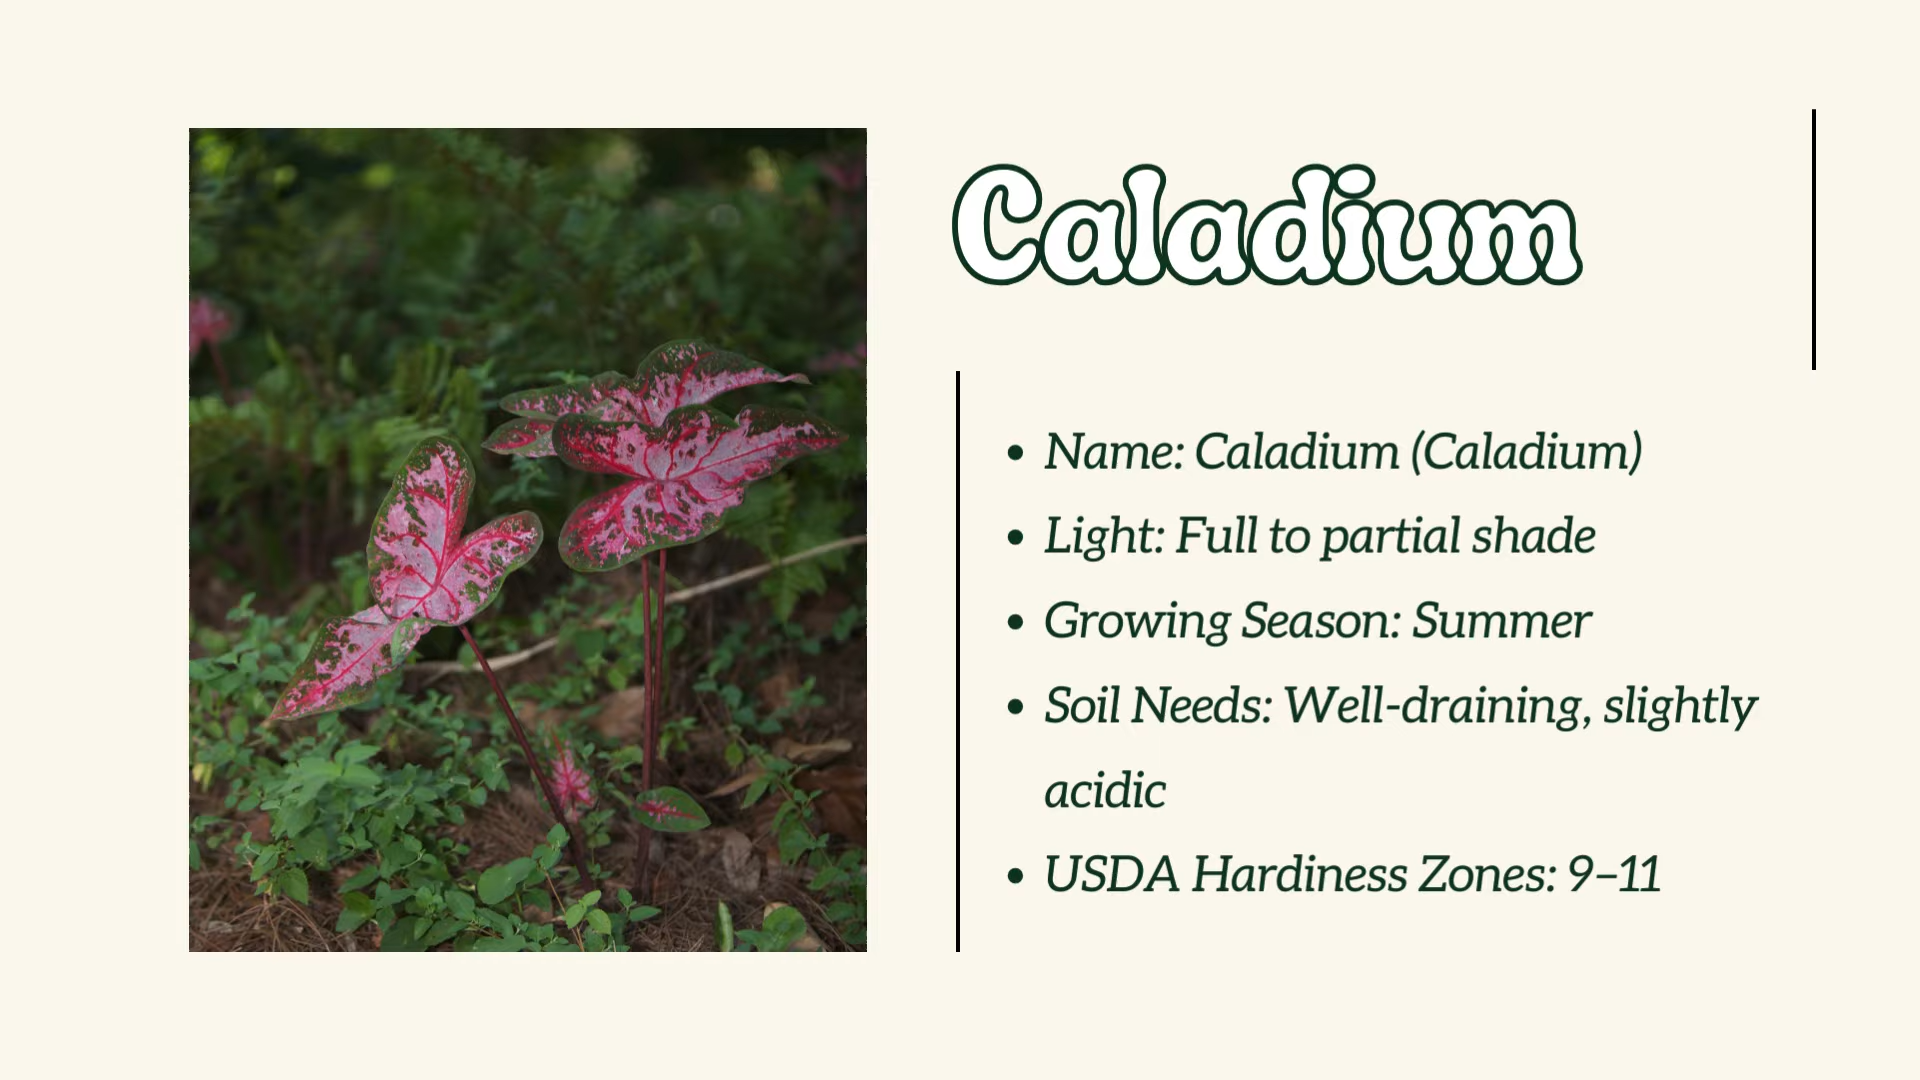 Caladium
• Name: Caladium (Caladium)
• Light: Full to partial shade
• Growing Season: Summer
• Soil Needs: Well-draining, slightly
acidic
• USDA Hardiness Zones: 9–11